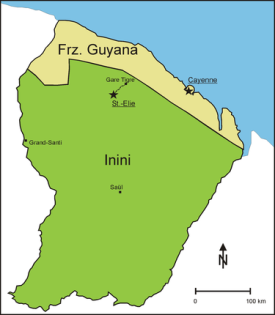 Frz. Guyana
Gare Tigre
Cayenne
St.-Elie
Grand-Santi
Inini
Saül
N
0 100 km